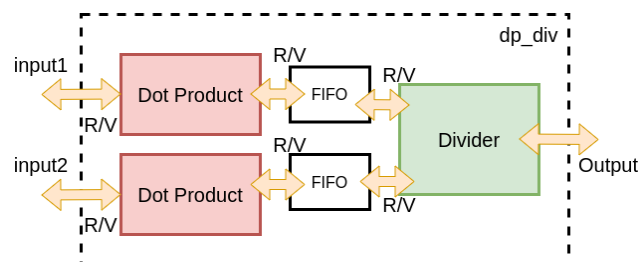 dp_div
input1
R/V
Dot Product
R/V
FIFO
R/V
Divider
Output
input2
R/V
Dot Product
R/V
FIFO
R/V